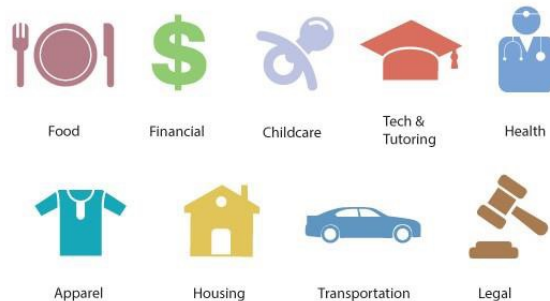 Food
Financial
Childcare
Tech &
Tutoring
Health
Apparel
Housing
Transportation
Legal